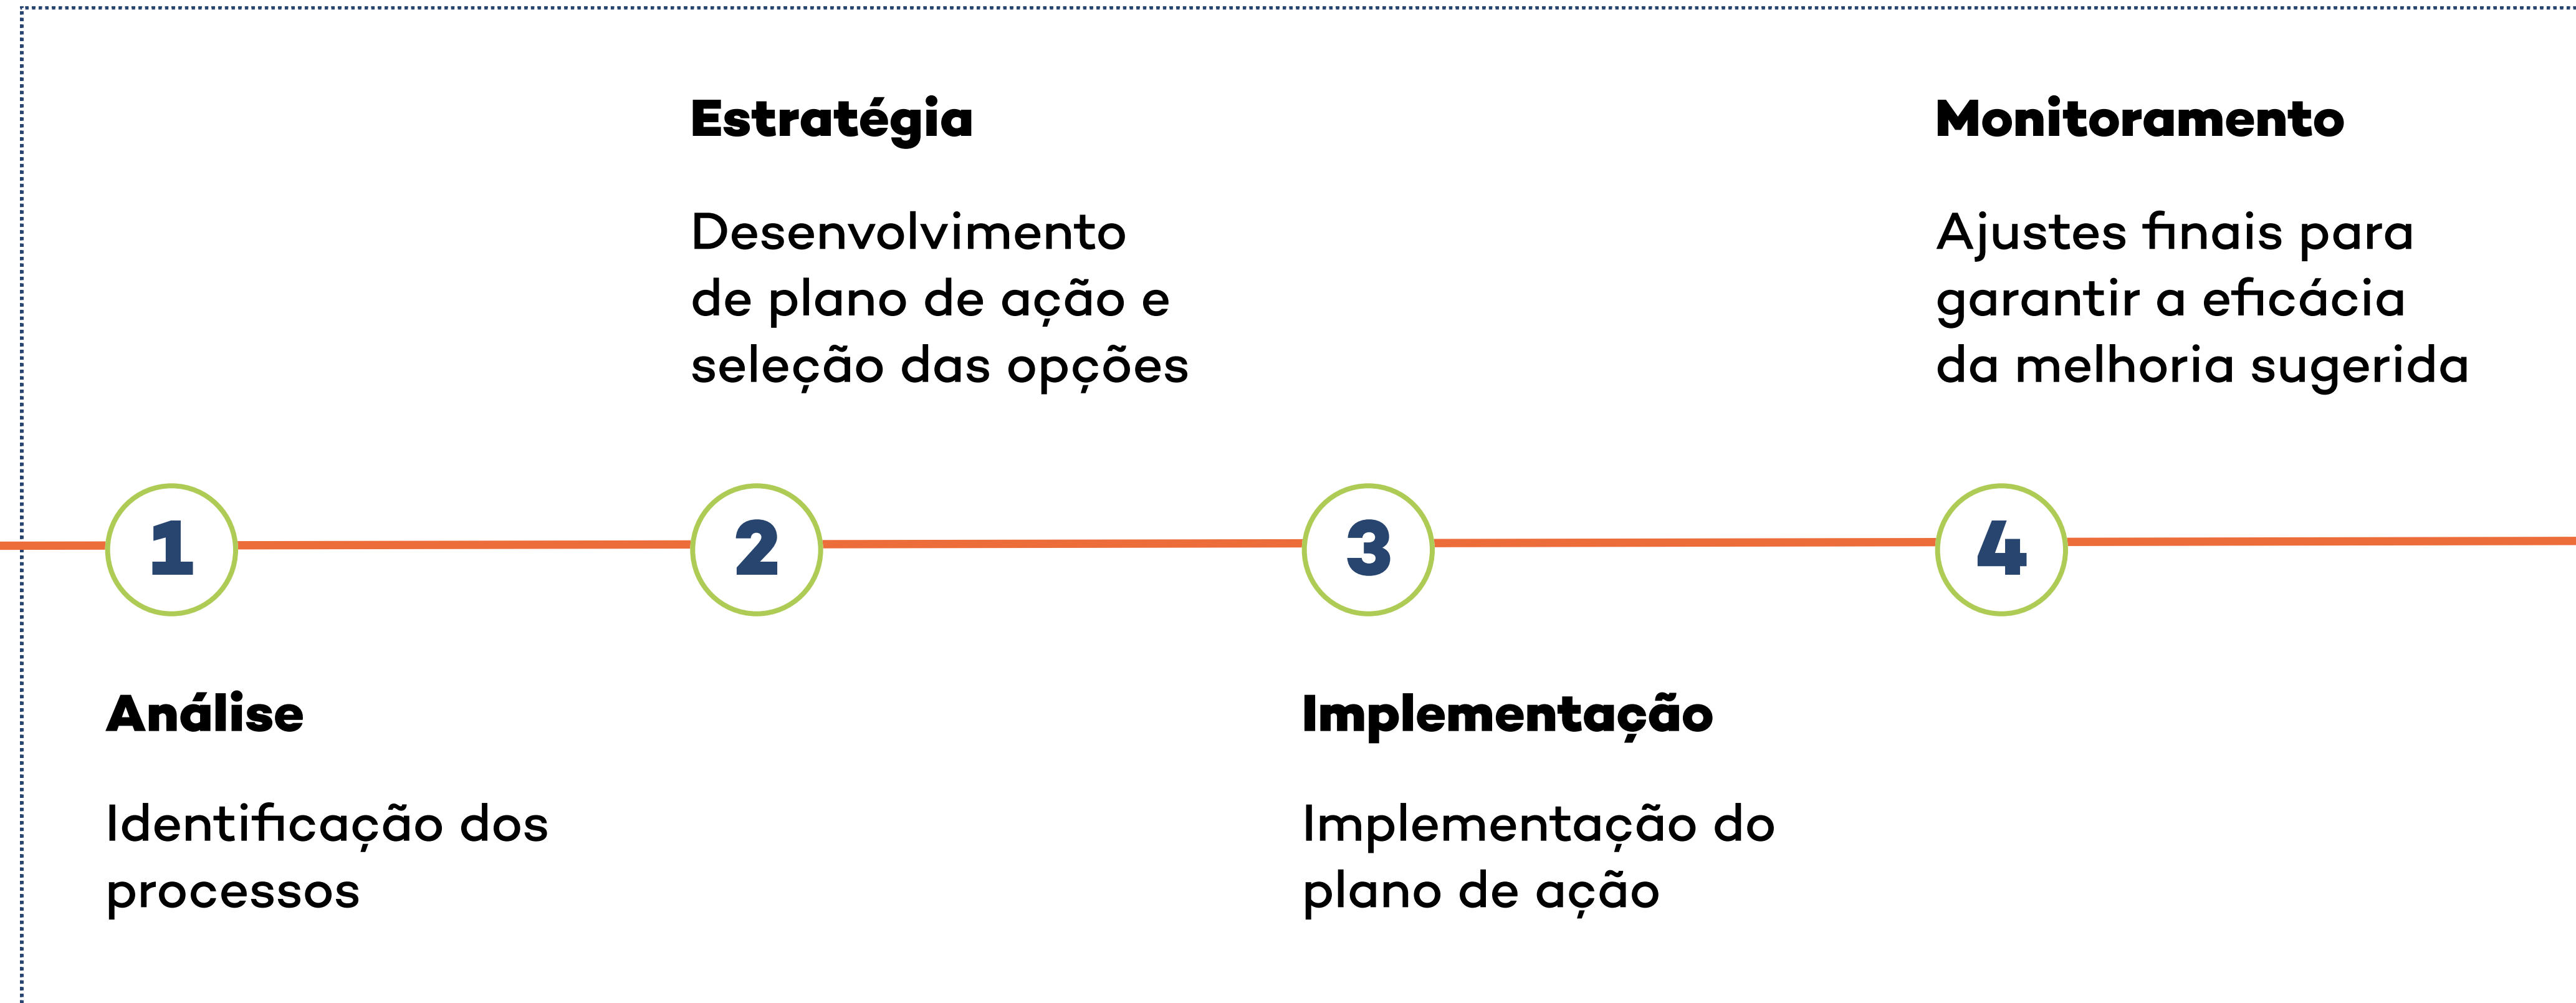 Estratégia
Desenvolvimento
de plano de ação e
seleção das opções
Monitoramento
Ajustes finais para
garantir a eficácia
da melhoria sugerida
1
2
3
4
Análise
Identificação dos
processos
Implementação
Implementação do
plano de ação